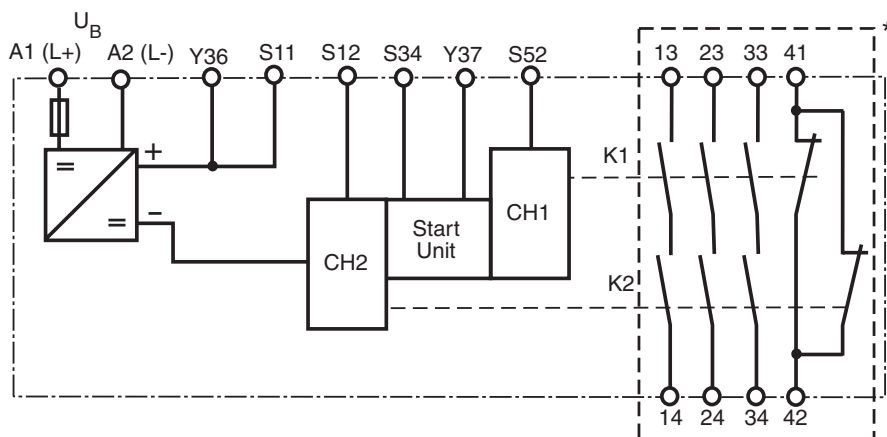 U_B
A1 (L+) A2 (L-) Y36 S11 S12 S34 Y37 S52 13 23 33 41 *
K1
+
=
CH1
−
=
Start
Unit
CH2
K2
14 24 34 42